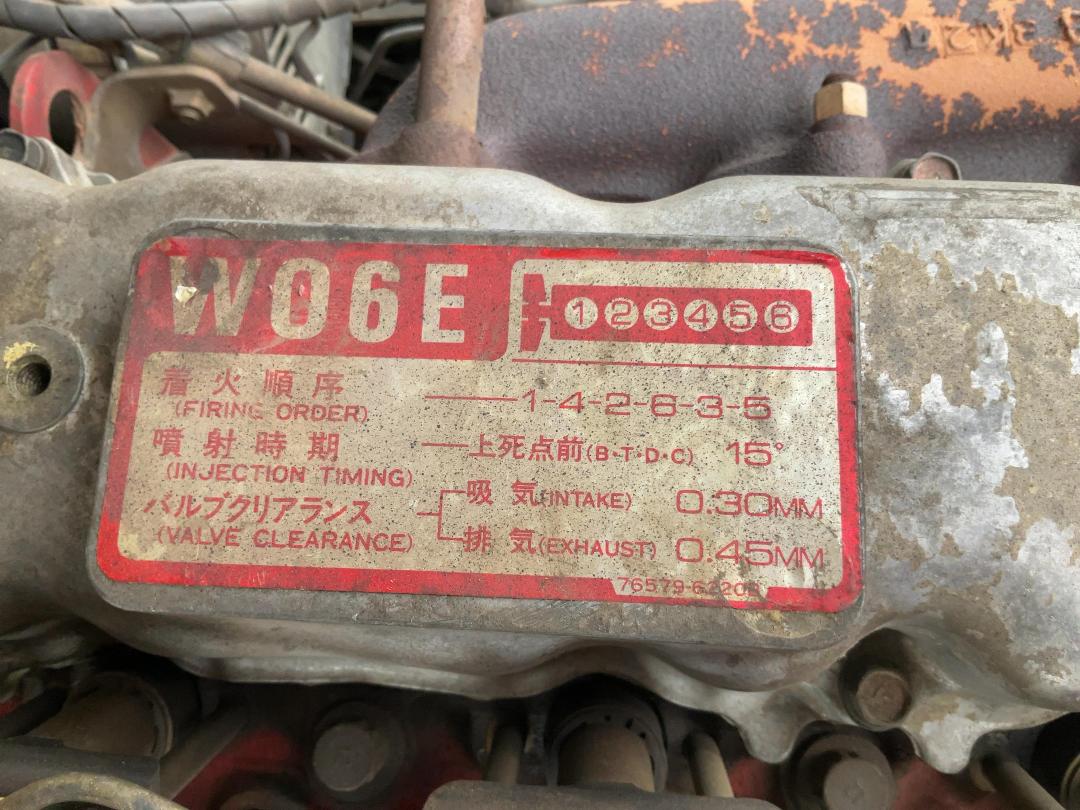 W06E
①②③④⑤⑥
着火順序
(FIRING ORDER)
1-4-2-6-3-5
噴射時期
(INJECTION TIMING)
上死点前(B·T·D·C) 15°
バルブクリアランス
(VALVE CLEARANCE)
吸気(INTAKE) 0.30MM
排気(EXHAUST) 0.45MM